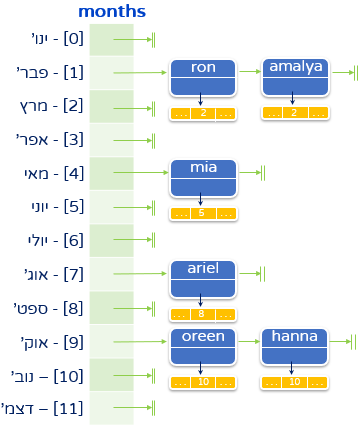 months
[0] - ינו'
[1] - פבר'
ron
amalya
[2] - מרץ
... 2 ...
... 2 ...
[3] - אפר'
[4] - מאי
mia
[5] - יוני
... 5 ...
[6] - יולי
[7] - אוג'
ariel
[8] - ספט'
... 8 ...
[9] - אוק'
oreen
hanna
[10] – נוב'
... 10 ...
... 10 ...
[11] – דצמ'